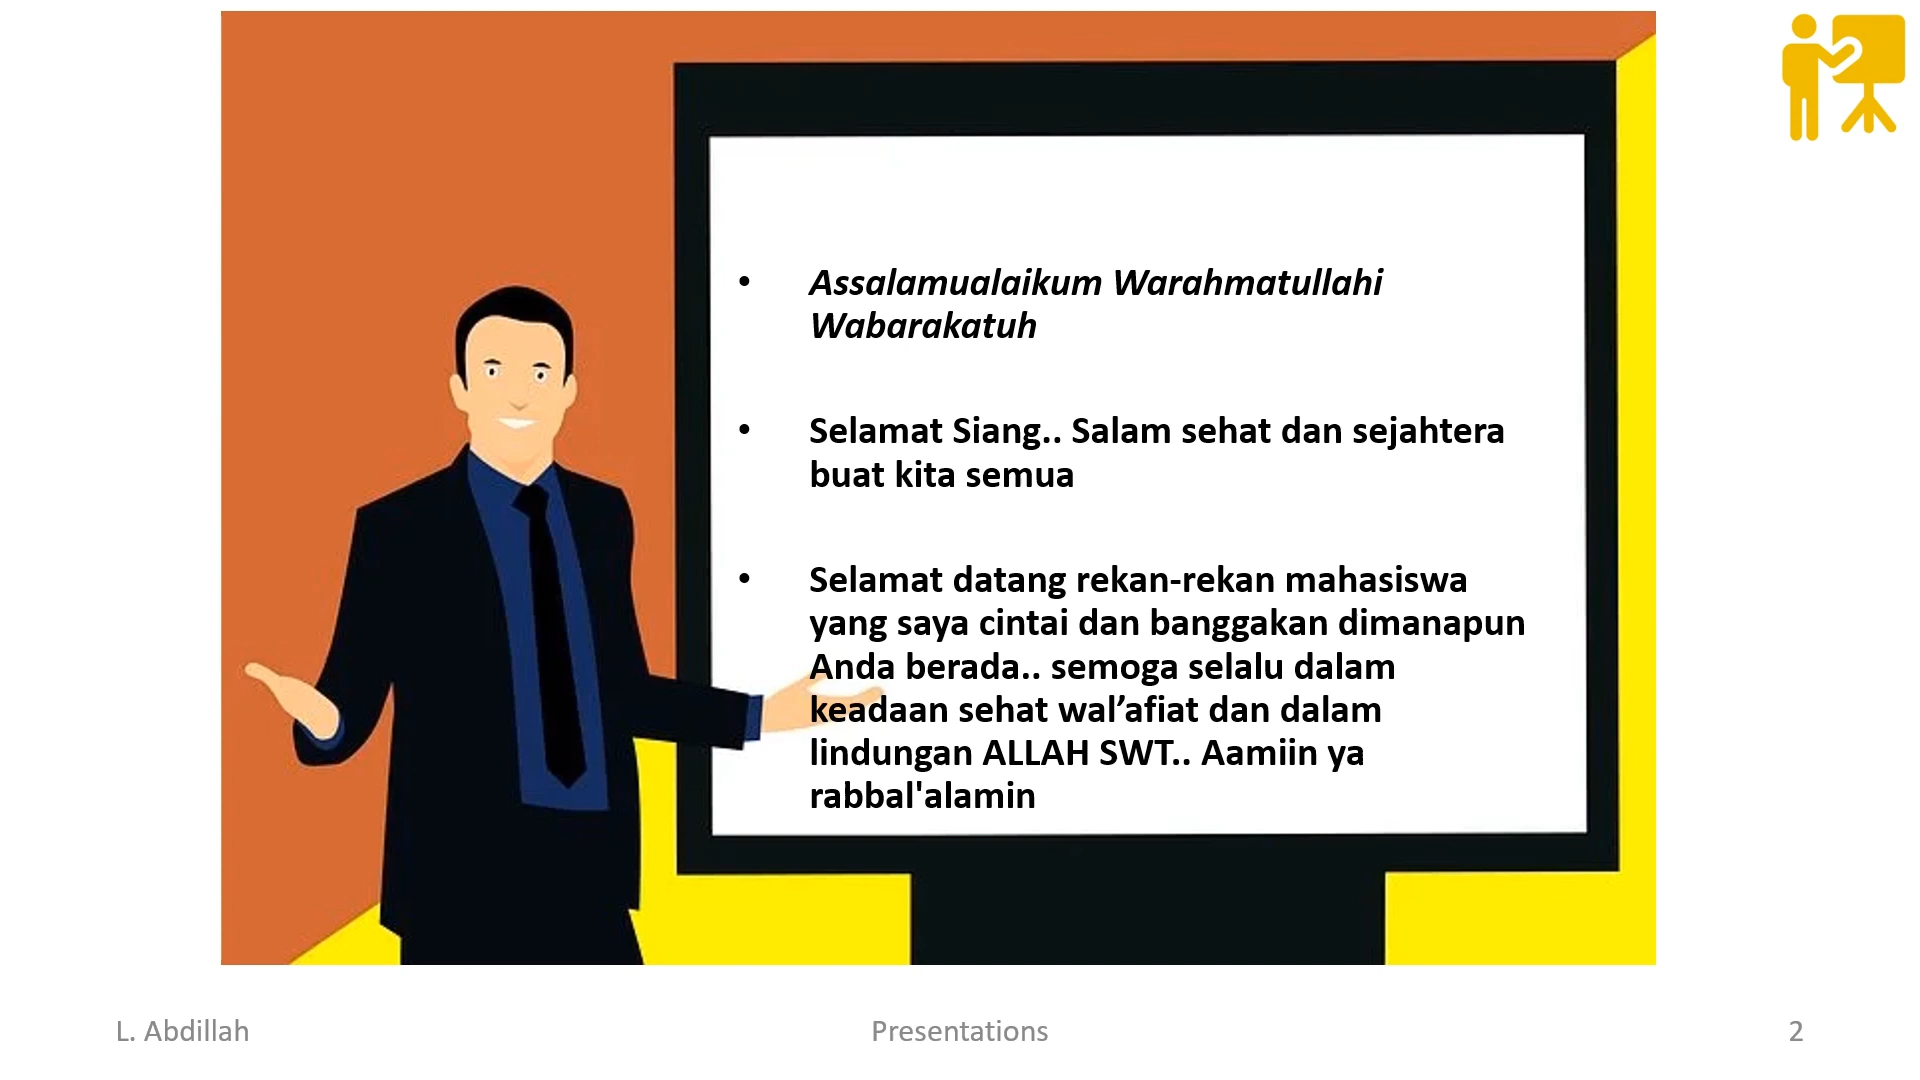 • Assalamualaikum Warahmatullahi
Wabarakatuh
• Selamat Siang.. Salam sehat dan sejahtera
buat kita semua
• Selamat datang rekan-rekan mahasiswa
yang saya cintai dan banggakan dimanapun
Anda berada.. semoga selalu dalam
keadaan sehat wal’afiat dan dalam
lindungan ALLAH SWT.. Aamiin ya
rabbal'alamin
L. Abdillah
Presentations
2